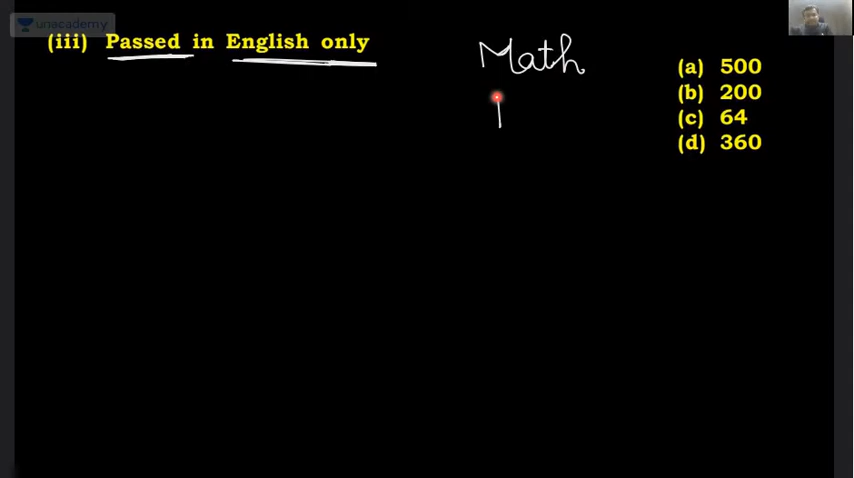 unacademy
(iii) Passed in English only
Math
(a) 500
(b) 200
(c) 64
(d) 360